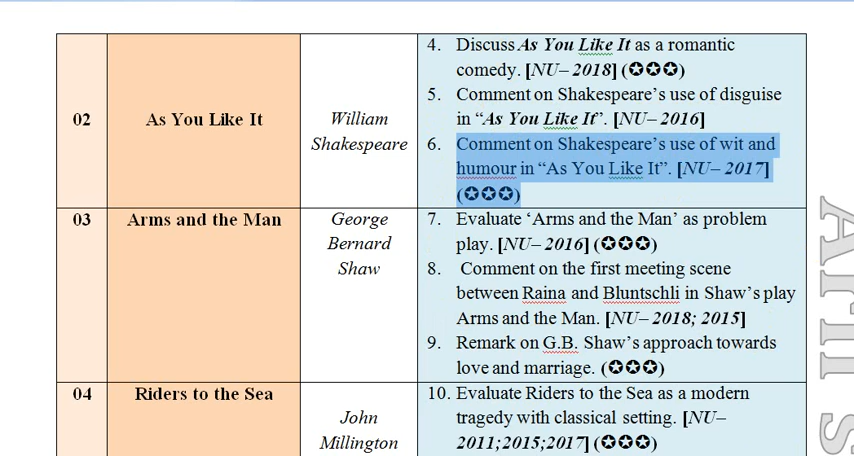 02
As You Like It
William
Shakespeare
4. Discuss As You Like It as a romantic
comedy. [NU– 2018] (✪✪✪)
5. Comment on Shakespeare’s use of disguise
in “As You Like It”. [NU– 2016]
6. Comment on Shakespeare’s use of wit and
humour in “As You Like It”. [NU– 2017]
(✪✪✪)
03
Arms and the Man
George
Bernard
Shaw
7. Evaluate ‘Arms and the Man’ as problem
play. [NU– 2016] (✪✪✪)
8. Comment on the first meeting scene
between Raina and Bluntschli in Shaw’s play
Arms and the Man. [NU– 2018; 2015]
9. Remark on G.B. Shaw’s approach towards
love and marriage. (✪✪✪)
04
Riders to the Sea
John
Millington
10. Evaluate Riders to the Sea as a modern
tragedy with classical setting. [NU–
2011;2015;2017] (✪✪✪)